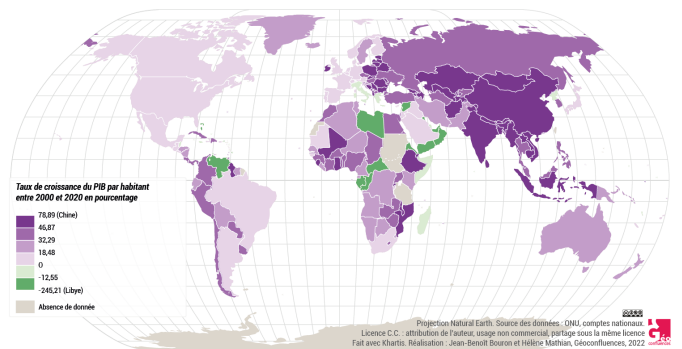 Taux de croissance du PIB par habitant
entre 2000 et 2020 en pourcentage
78,89 (Chine)
46,87
32,29
18,48
0
-12,55
-245,21 (Libye)
Absence de donnée
Projection Natural Earth. Source des données : ONU, comptes nationaux.
Licence C.C. : attribution de l'auteur, usage non commercial, partage sous la même licence
Fait avec Khartis. Réalisation : Jean-Benoît Bouron et Hélène Mathian, Géoconfluences, 2022
Géo
confluences